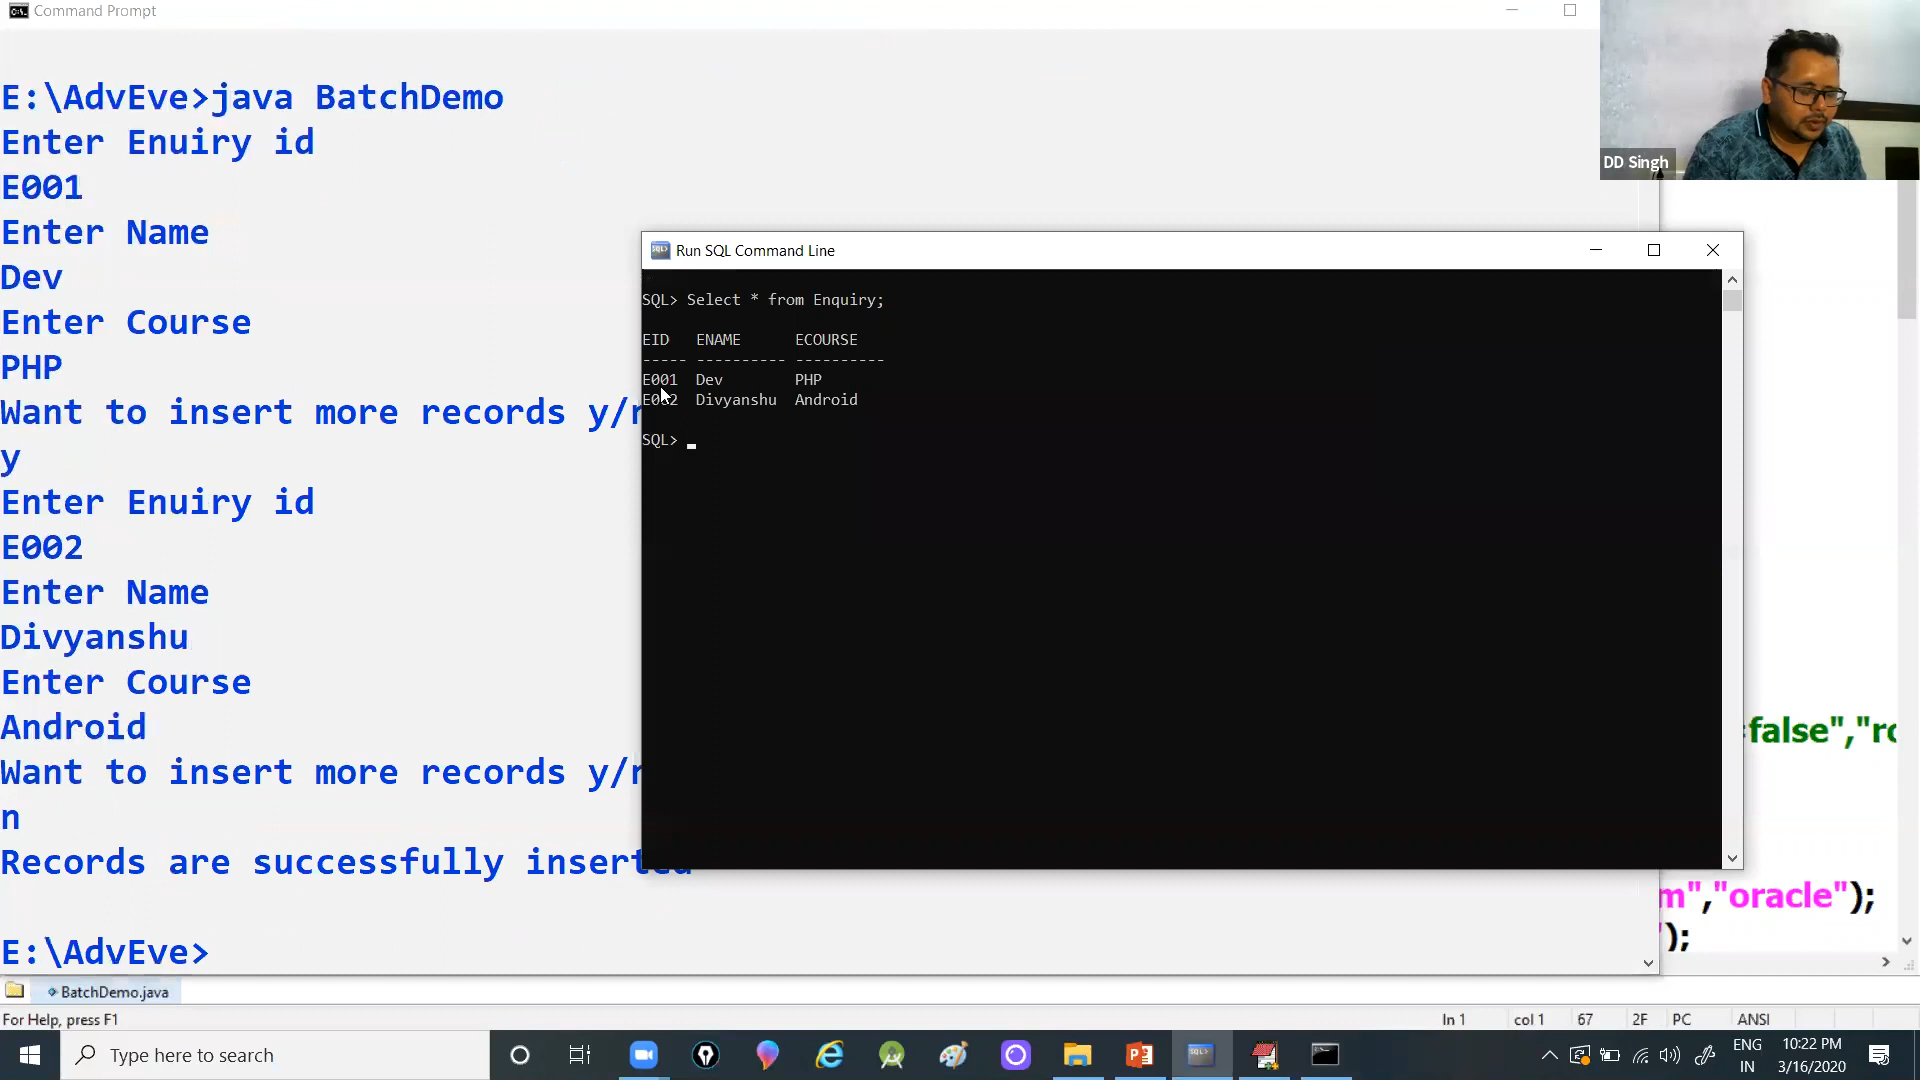 Command Prompt
E:\AdvEve>java BatchDemo
Enter Enuiry id
E001
Enter Name
Dev
Enter Course
PHP
Want to insert more records y/
y
Enter Enuiry id
E002
Enter Name
Divyanshu
Enter Course
Android
Want to insert more records y/
n
Records are successfully inserted
E:\AdvEve>
DD Singh
Run SQL Command Line
SQL> Select * from Enquiry;
EID ENAME ECOURSE
----- ---------- ----------
E001 Dev PHP
E002 Divyanshu Android
SQL>
=false","ro
m","oracle");
");
BatchDemo.java
For Help, press F1
ln 1 col 1 67 2F PC ANSI
Type here to search
ENG
IN
10:22 PM
3/16/2020